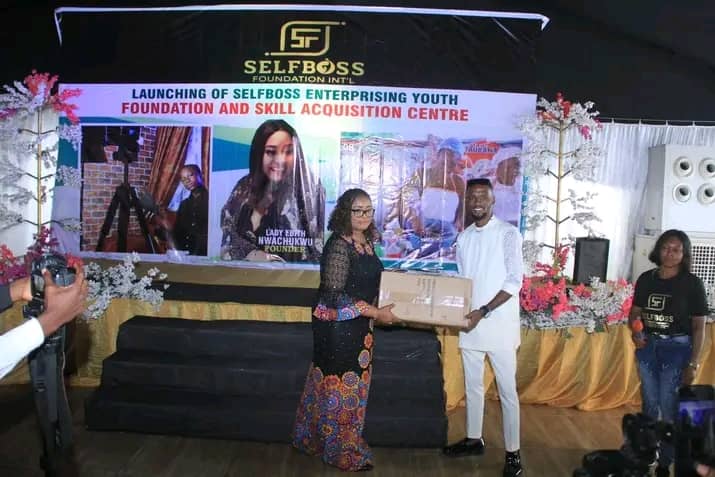 SF
SELFBOSS
FOUNDATION INT'L
LAUNCHING OF SELFBOSS ENTERPRISING YOUTH
FOUNDATION AND SKILL ACQUISITION CENTRE
LADY EDITH
NWACHUKWU
FOUNDER
SF
SELFBOSS